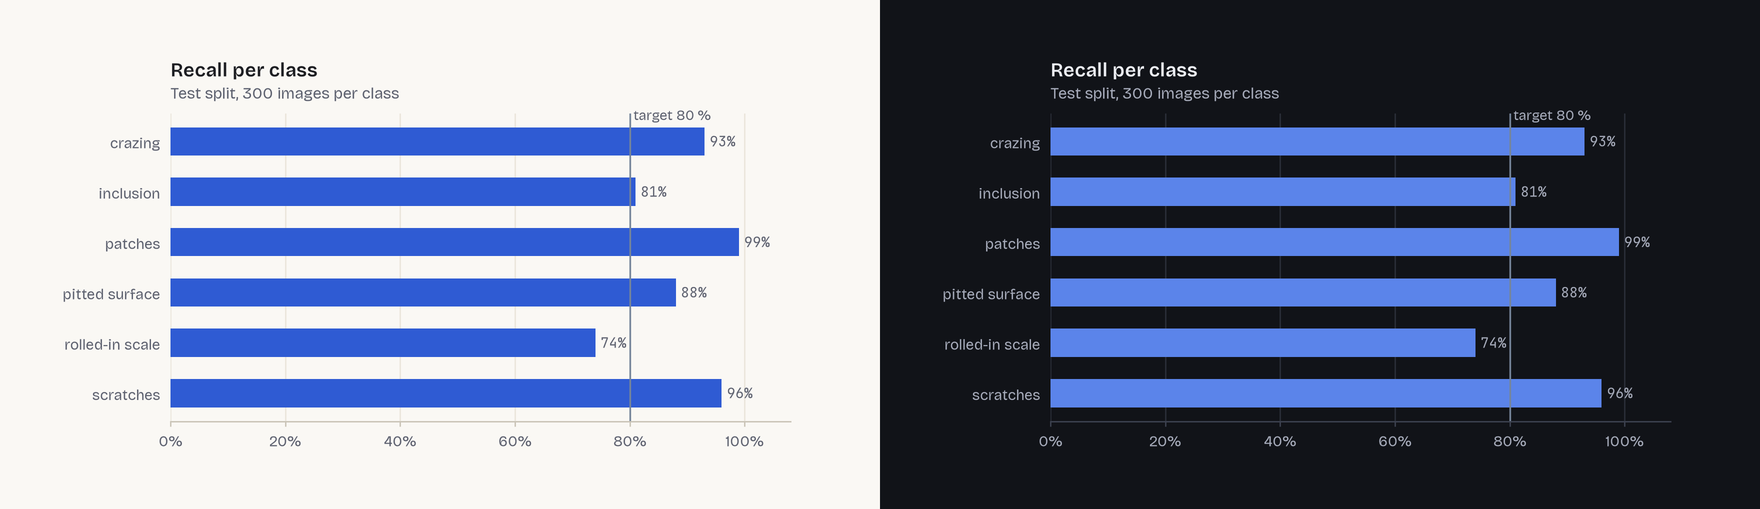 Recall per class
Test split, 300 images per class
target 80 %
crazing 93%
inclusion 81%
patches 99%
pitted surface 88%
rolled-in scale 74%
scratches 96%
0% 20% 40% 60% 80% 100%
Recall per class
Test split, 300 images per class
target 80 %
crazing 93%
inclusion 81%
patches 99%
pitted surface 88%
rolled-in scale 74%
scratches 96%
0% 20% 40% 60% 80% 100%